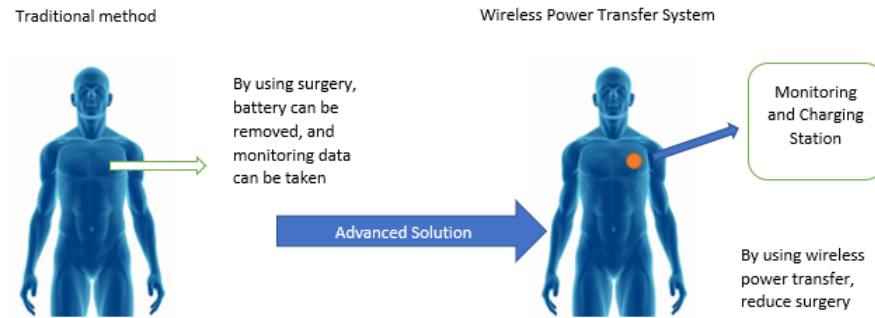 Traditional method
Wireless Power Transfer System
By using surgery,
battery can be
removed, and
monitoring data
can be taken
Advanced Solution
Monitoring
and Charging
Station
By using wireless
power transfer,
reduce surgery